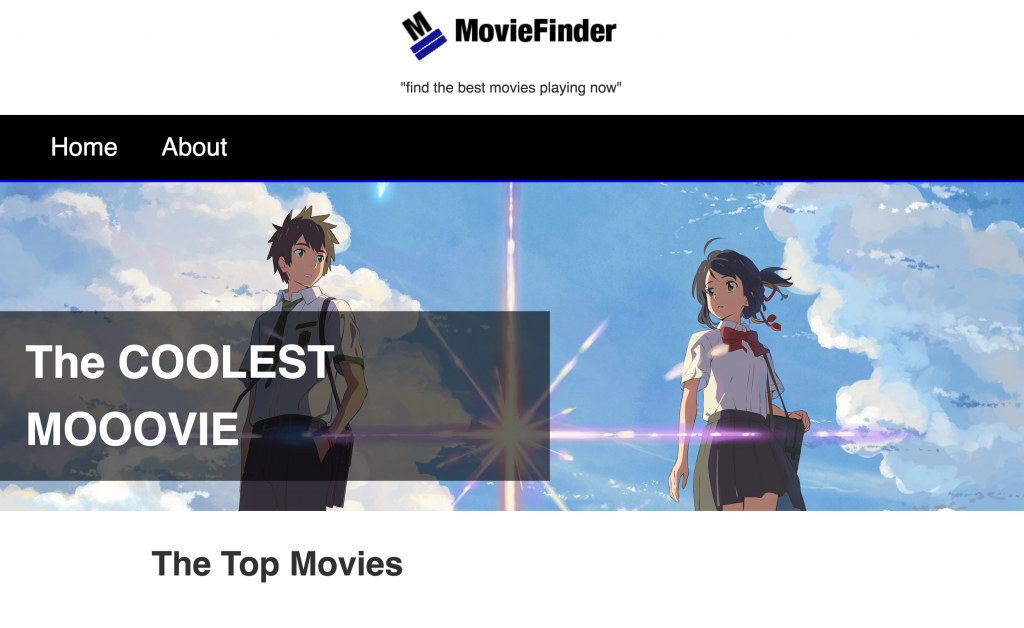 M MovieFinder
"find the best movies playing now"
Home About
The COOLEST
MOOOVIE
The Top Movies